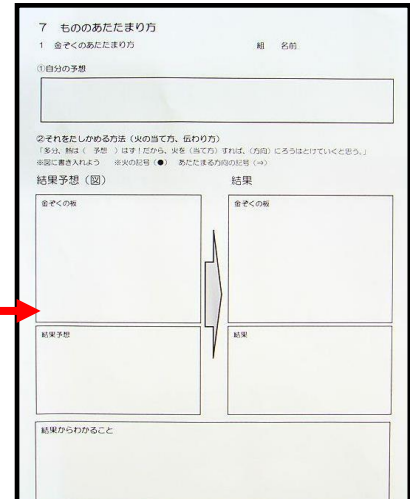 7 もののあたたまり方
1 金ぞくのあたたまり方 組 名前
①自分の予想
②それをたしかめる方法（火の当て方、伝わり方）
「多分、熱は（ 予想 ）はず！だから、火を（当て方）すれば、（方向）にろうはとけていくと思う。」
※図に書き入れよう ※火の記号（●） あたたまる方向の記号（⇒）
結果予想（図） 結果
金ぞくの板 金ぞくの板
結果予想 結果
結果からわかること